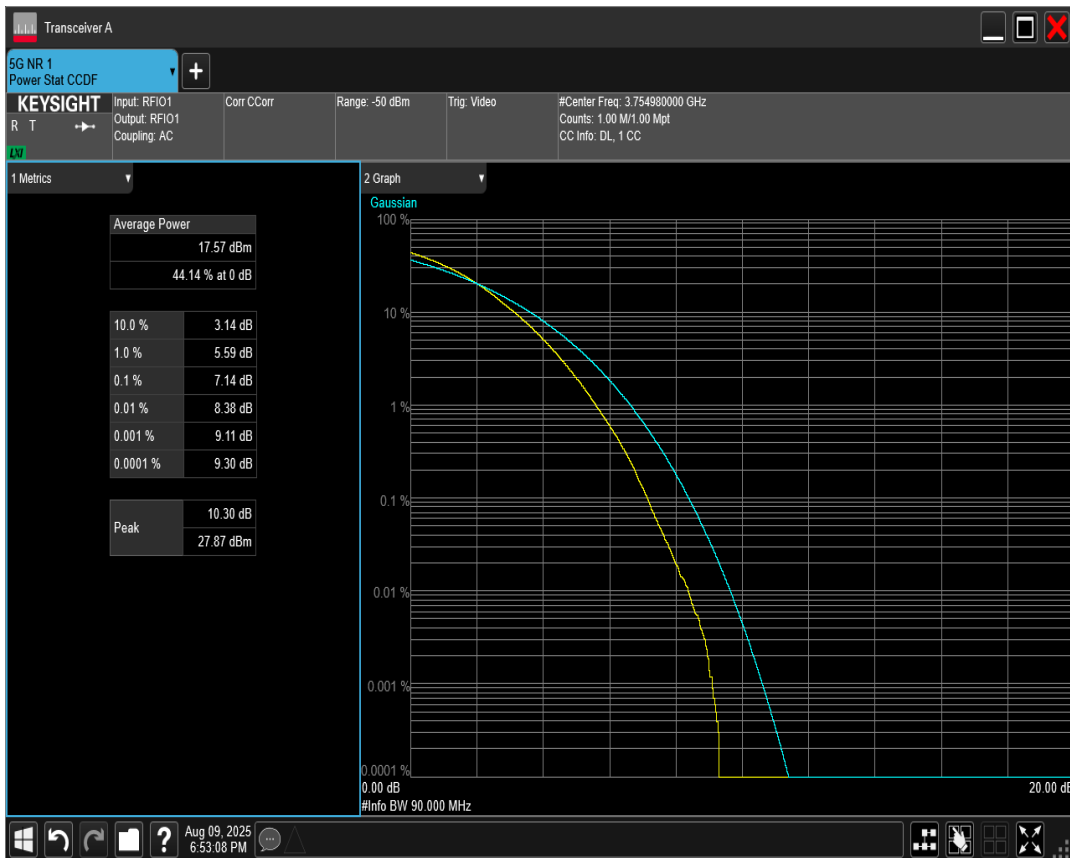 Transceiver A
5G NR 1
Power Stat CCDF
+
KEYSIGHT
R T
LXI
Input: RFIO1
Output: RFIO1
Coupling: AC
Corr CCorr
Range: -50 dBm
Trig: Video
#Center Freq: 3.754980000 GHz
Counts: 1.00 M/1.00 Mpt
CC Info: DL, 1 CC
1 Metrics
Average Power
17.57 dBm
44.14 % at 0 dB
10.0 % 3.14 dB
1.0 % 5.59 dB
0.1 % 7.14 dB
0.01 % 8.38 dB
0.001 % 9.11 dB
0.0001 % 9.30 dB
Peak
10.30 dB
27.87 dBm
2 Graph
Gaussian
100 %
10 %
1 %
0.1 %
0.01 %
0.001 %
0.0001 %
0.00 dB 20.00 dB
#Info BW 90.000 MHz
?
Aug 09, 2025
6:53:08 PM